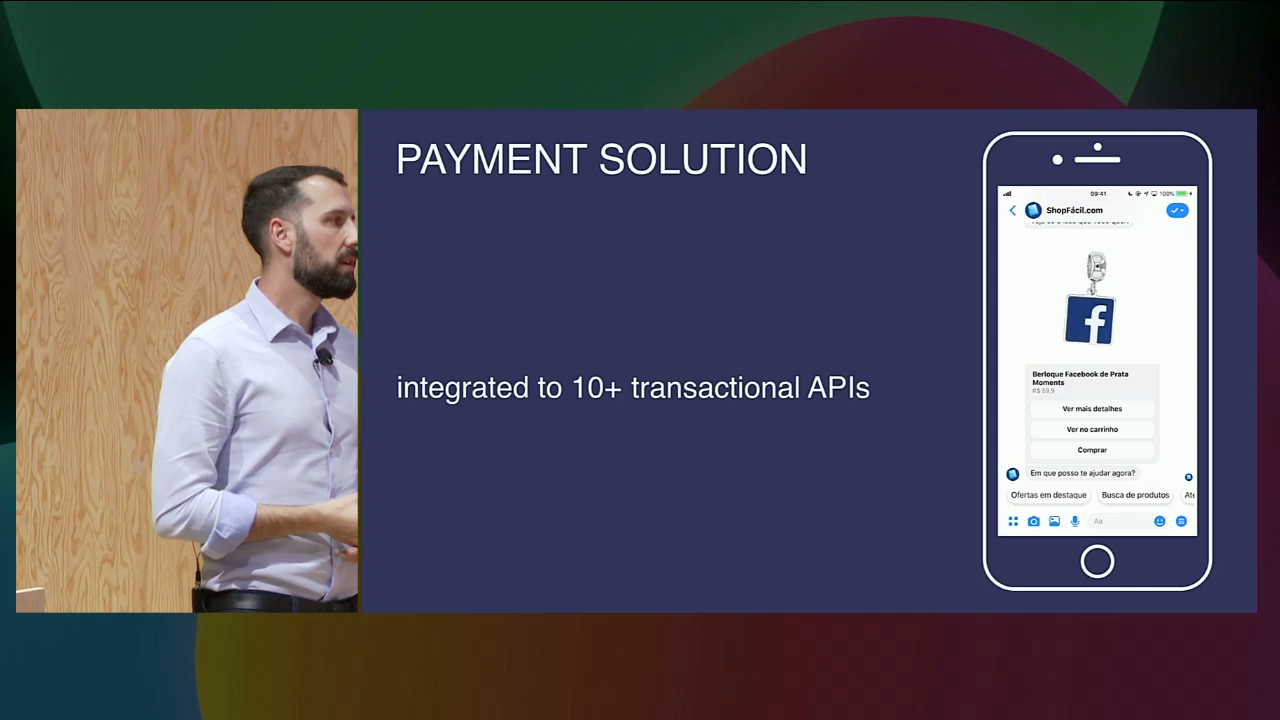 PAYMENT SOLUTION
integrated to 10+ transactional APIs
09:41
100%
ShopFácil.com
Berloque Facebook de Prata
Moments
R$ 59,9
Ver mais detalhes
Ver no carrinho
Comprar
Em que posso te ajudar agora?
Ofertas em destaque
Busca de produtos
Aa